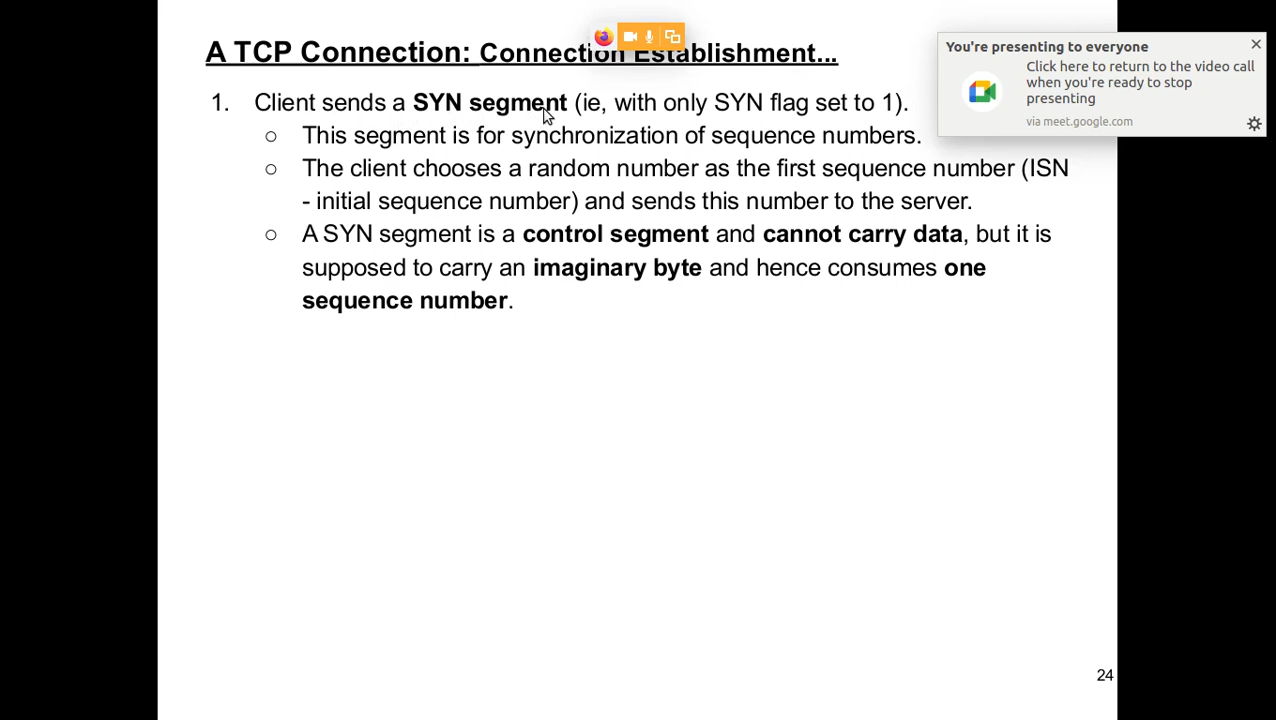 A TCP Connection: Connection Establishment...
1. Client sends a SYN segment (ie, with only SYN flag set to 1).
○ This segment is for synchronization of sequence numbers.
○ The client chooses a random number as the first sequence number (ISN
- initial sequence number) and sends this number to the server.
○ A SYN segment is a control segment and cannot carry data, but it is
supposed to carry an imaginary byte and hence consumes one
sequence number.
24
You're presenting to everyone
Click here to return to the video call
when you're ready to stop
presenting
via meet.google.com